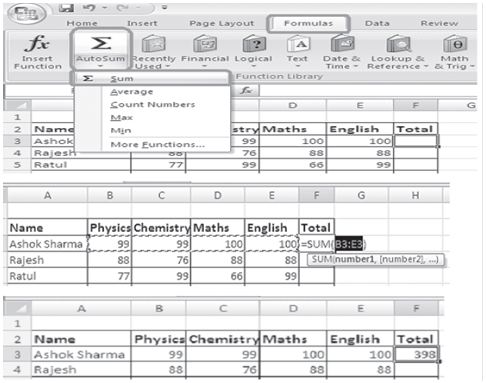 Home Insert Page Layout Formulas Data Review
fx Σ
Insert Function AutoSum Recently Used Financial Logical Text Date & Time Lookup & Reference Math & Trig
Function Library
Σ Sum
Average
Count Numbers
Max
Min
More Functions...
fx
D E F G
1
2 Name stry Maths English Total
3 Ashok 99 100 100
4 Rajesh 88 76 88 88
5 Ratul 77 99 66 99
A B C D E F G H
Name Physics Chemistry Maths English Total
Ashok Sharma 99 99 100 100 =SUM(B3:E3)
Rajesh 88 76 88 88 SUM(number1, [number2], ...)
Ratul 77 99 66 99
A B C D E F
1
2 Name Physics Chemistry Maths English Total
3 Ashok Sharma 99 99 100 100 398
4 Rajesh 88 76 88 88